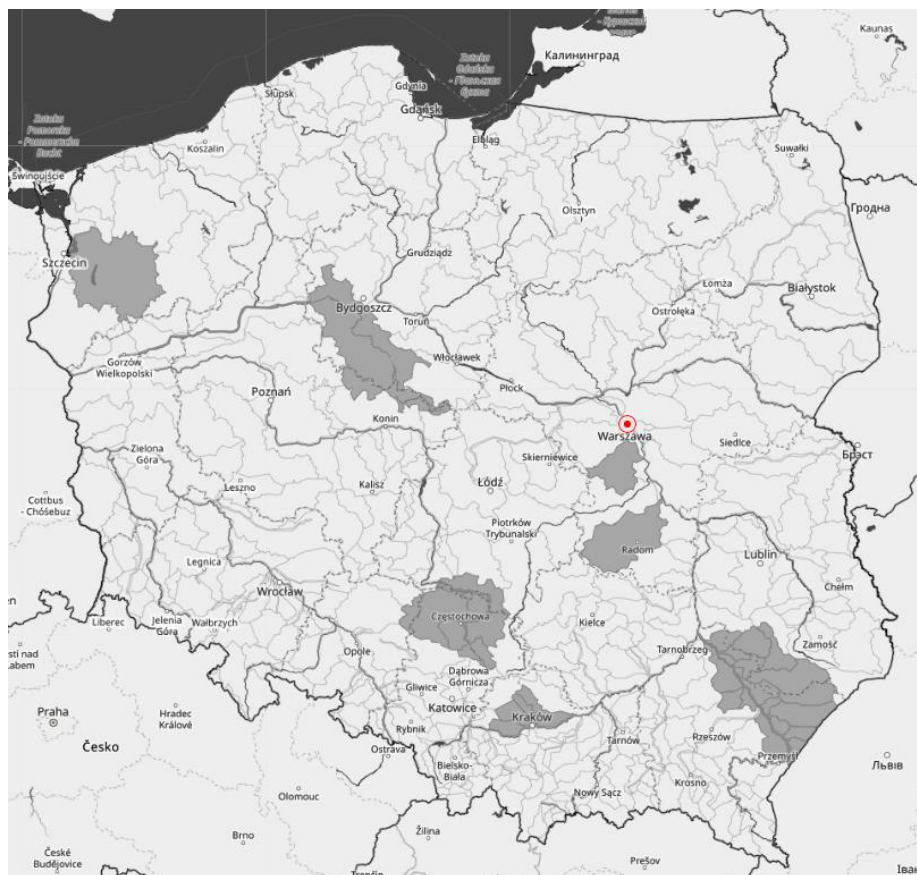 Kaunas
Калининград
Zatoka
Gdańska
Słupsk
Gdynia
Gdańsk
Elbląg
Koszalin
Suwałki
Zatoka
Pomorska
Świnoujście
Olsztyn
Гродна
Szczecin
Grudziądz
Łomża
Białystok
Bydgoszcz
Ostrołęka
Toruń
Włocławek
Gorzów
Wielkopolski
Płock
Poznań
Konin
Warszawa
Siedlce
Брэст
Zielona
Góra
Skierniewice
Łódź
Leszno
Kalisz
Cottbus
- Chóśebuz
Piotrków
Trybunalski
Radom
Lublin
Legnica
Wrocław
Chełm
Liberec
Jelenia
Góra
Wałbrzych
Częstochowa
Kielce
Zamość
Opole
Tarnobrzeg
Dąbrowa
Górnicza
Gliwice
Katowice
Praha
Hradec
Králové
Kraków
Rybnik
Rzeszów
Tarnów
Česko
Ostrava
Przemyśl
Львів
Bielsko-
Biała
Krosno
Nowy Sącz
Olomouc
Žilina
Brno
České
Budějovice
Prešov